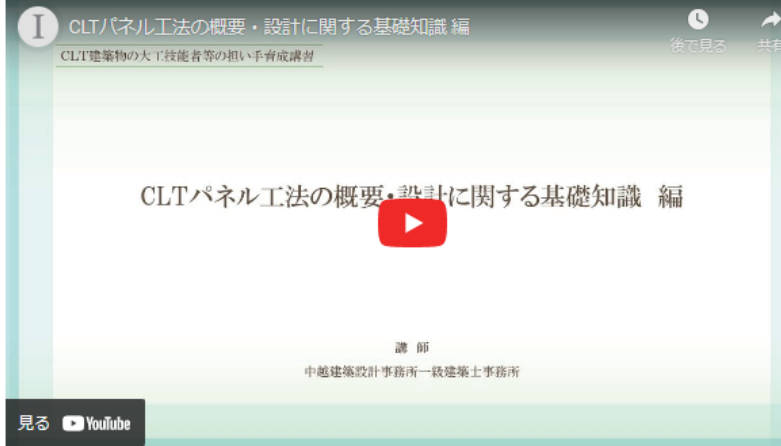 I
CLTパネル工法の概要・設計に関する基礎知識 編
後で見る
共有
CLT建築物の大工技能者等の担い手育成講習
CLTパネル工法の概要・設計に関する基礎知識 編
講 師
中越建築設計事務所一級建築士事務所
見る YouTube